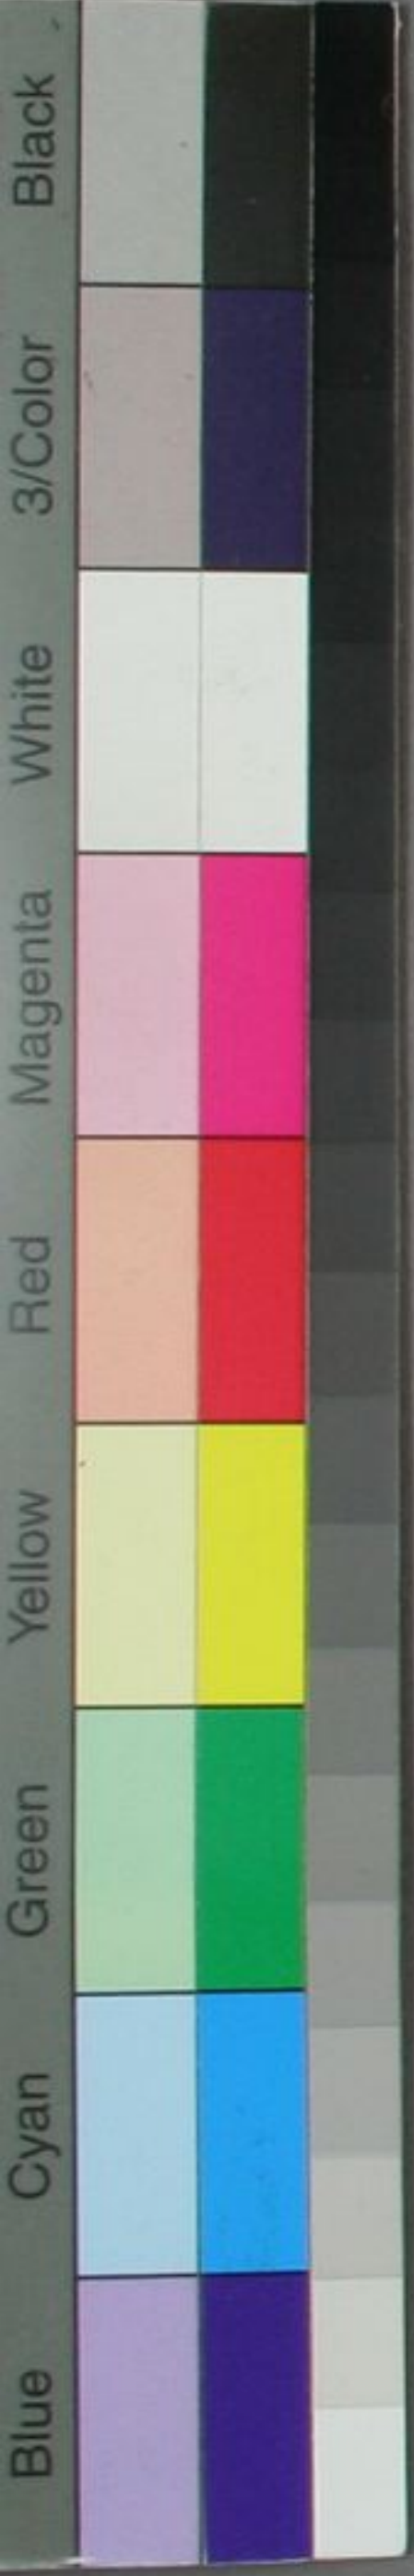 Blue
Cyan
Green
Yellow
Red
Magenta
White
3/Color
Black